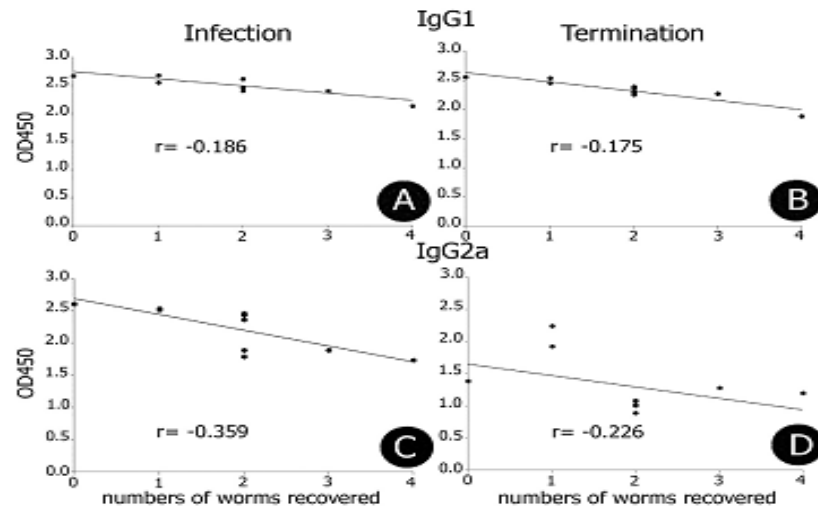 IgG1
Infection Termination
3.0 2.5 2.0 1.5 1.0 0.5 0.0
OD450
r= -0.186
A
0 1 2 3 4
3.0 2.5 2.0 1.5 1.0 0.5 0.0
r= -0.175
B
0 1 2 3 4
IgG2a
3.0 2.5 2.0 1.5 1.0 0.5 0.0
OD450
r= -0.359
C
0 1 2 3 4
numbers of worms recovered
3.0 2.5 2.0 1.5 1.0 0.5 0.0
r= -0.226
D
0 1 2 3 4
numbers of worms recovered